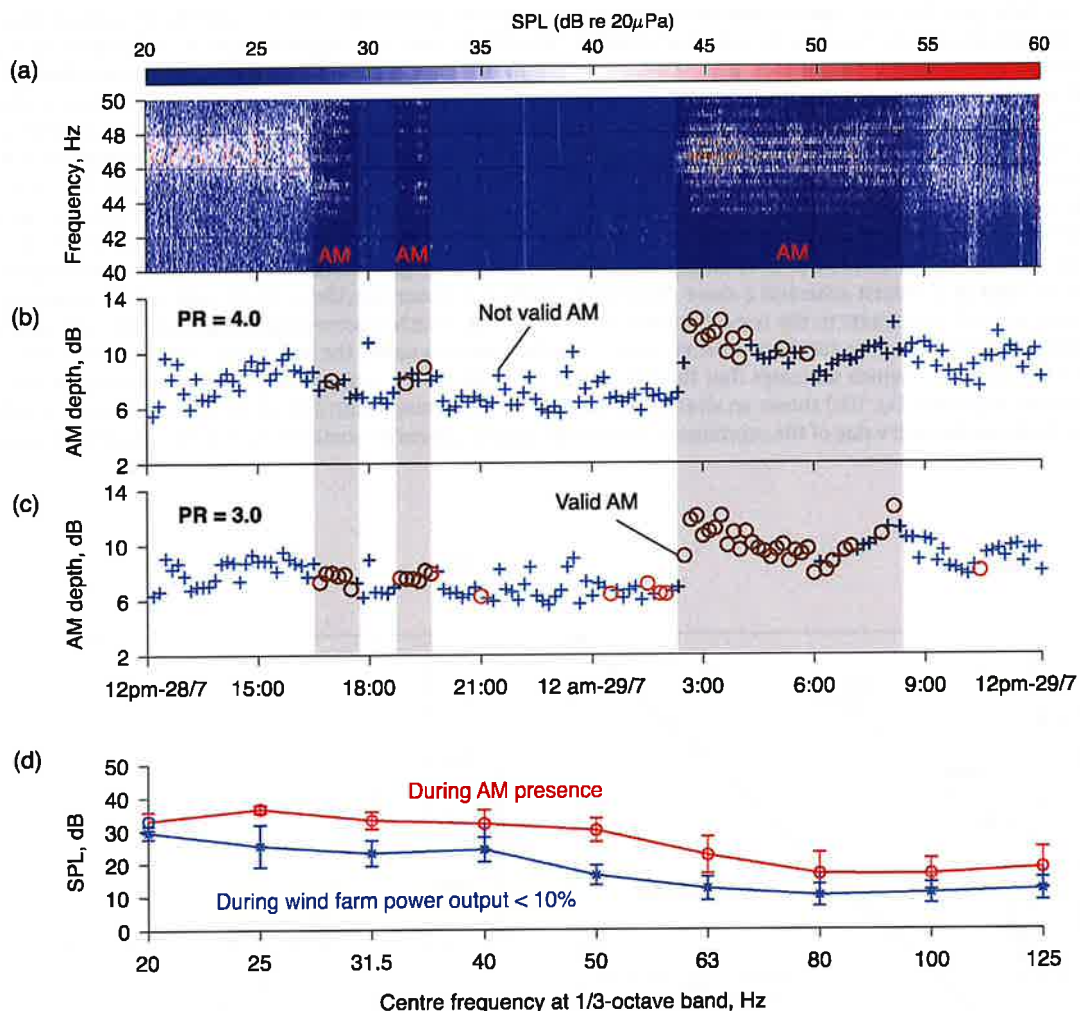 SPL (dB re 20μPa)
20 25 30 35 40 45 50 55 60
(a)
Frequency, Hz
50
48
46
44
42
40
AM AM AM
(b)
AM depth, dB
14
10
6
2
PR = 4.0
Not valid AM
(c)
AM depth, dB
14
10
6
2
PR = 3.0
Valid AM
12pm-28/7 15:00 18:00 21:00 12 am-29/7 3:00 6:00 9:00 12pm-29/7
(d)
SPL, dB
50
40
30
20
10
0
During AM presence
During wind farm power output < 10%
20 25 31.5 40 50 63 80 100 125
Centre frequency at 1/3-octave band, Hz